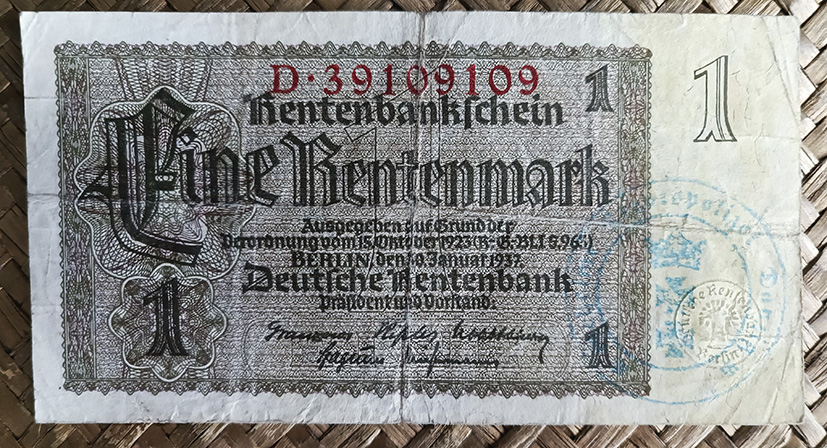 D·39109109
1
1
Rentenbankschein
Eine Rentenmark
Ausgegeben auf Grund der
Verordnung vom 15. Oktober 1923 (R.G.Bl.I S.963)
BERLIN, den 30. Januar 1937.
Deutsche Rentenbank
Präsident und Vorstand:
1
1